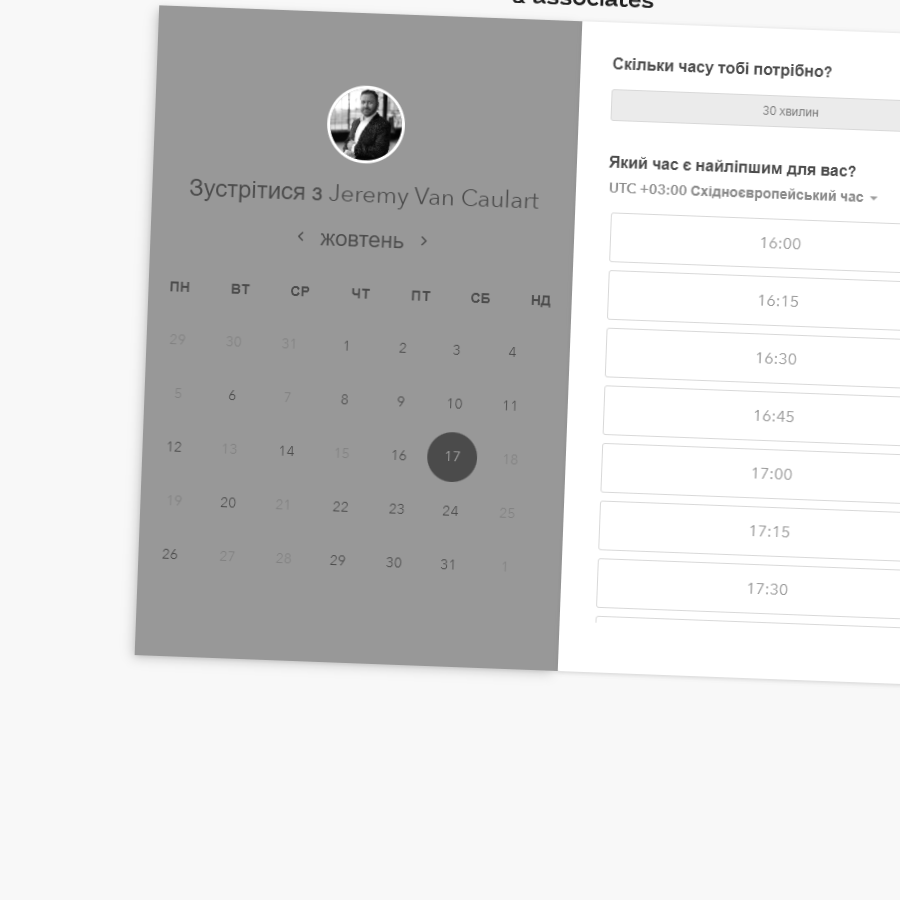 & associates
Зустрітися з Jeremy Van Caulart
‹ жовтень ›
ПН ВТ СР ЧТ ПТ СБ НД
29 30 31 1 2 3 4
5 6 7 8 9 10 11
12 13 14 15 16 17 18
19 20 21 22 23 24 25
26 27 28 29 30 31 1
Скільки часу тобі потрібно?
30 хвилин
Який час є найліпшим для вас?
UTC +03:00 Східноєвропейський час
16:00
16:15
16:30
16:45
17:00
17:15
17:30